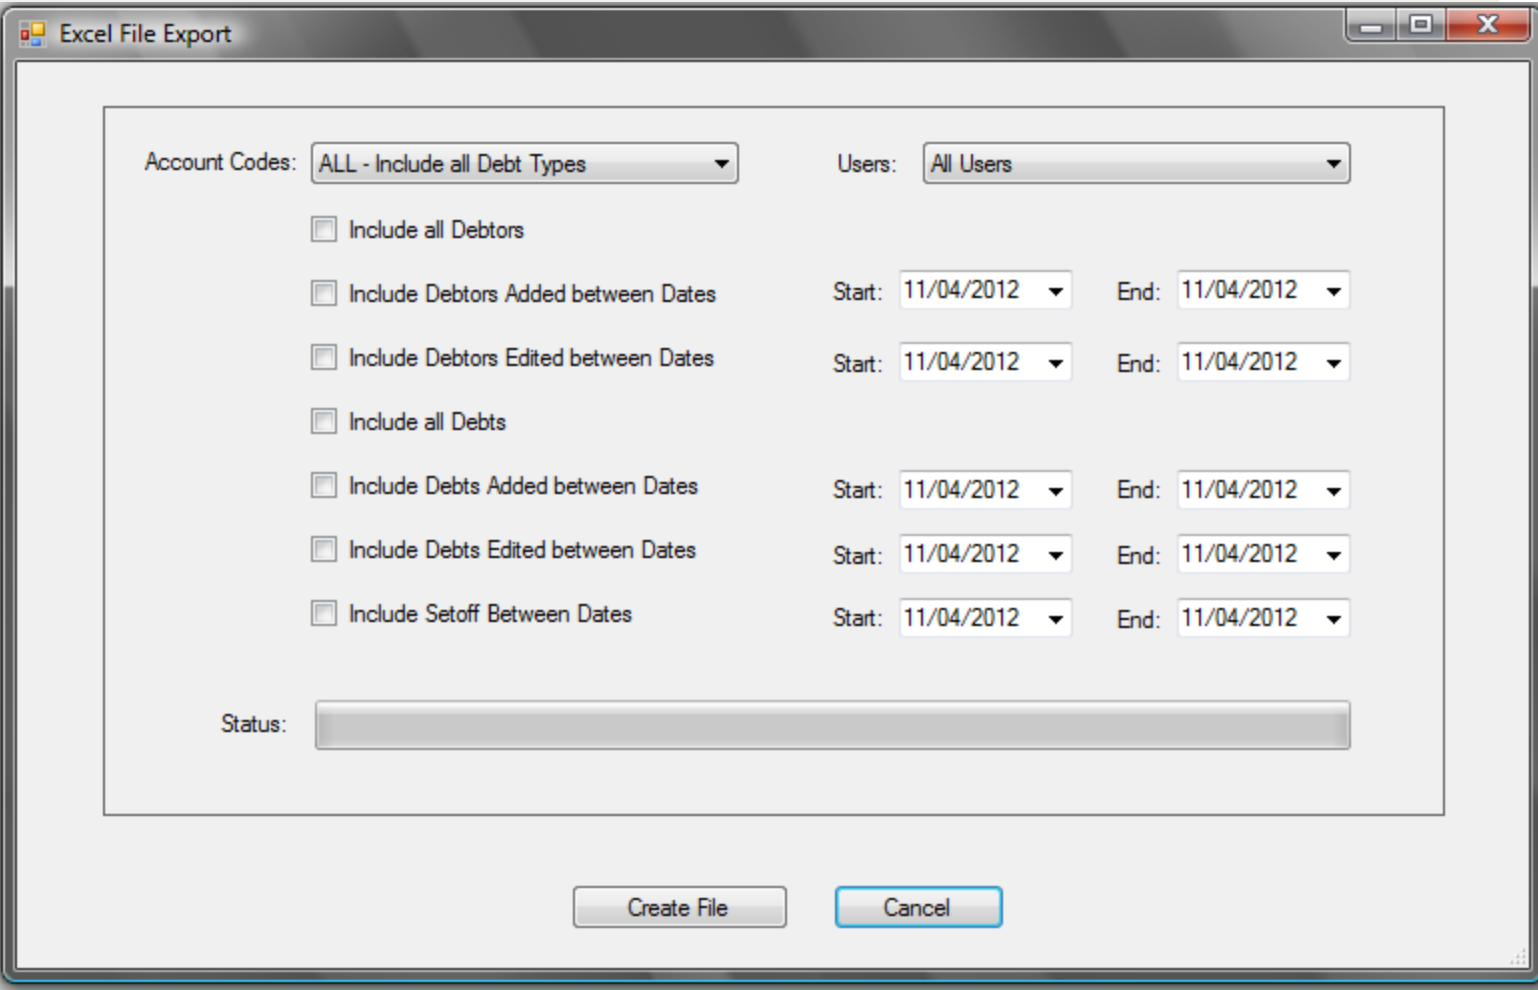 Excel File Export
Account Codes: ALL - Include all Debt Types Users: All Users
Include all Debtors
Include Debtors Added between Dates Start: 11/04/2012 End: 11/04/2012
Include Debtors Edited between Dates Start: 11/04/2012 End: 11/04/2012
Include all Debts
Include Debts Added between Dates Start: 11/04/2012 End: 11/04/2012
Include Debts Edited between Dates Start: 11/04/2012 End: 11/04/2012
Include Setoff Between Dates Start: 11/04/2012 End: 11/04/2012
Status:
Create File Cancel